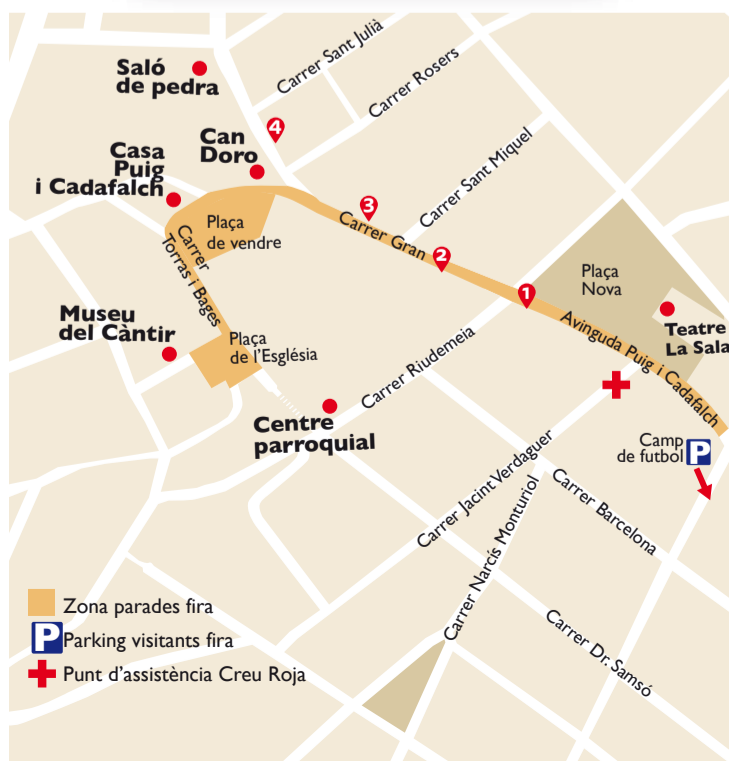 Carrer Sant Julià
Saló
de pedra
Carrer Rosers
4
Can
Doro
Casa
Puig
i Cadafalch
Carrer Sant Miquel
3
Plaça
de vendre
Carrer Gran
2
Carrer
Torras i Bages
Plaça
Nova
1
Museu
del Càntir
Plaça
de l'Església
Avinguda Puig i Cadafalch
Teatre
La Sala
Carrer Riudemeia
Centre
parroquial
Camp
de futbol
P
Carrer Jacint Verdaguer
Carrer Barcelona
Carrer Narcís Monturiol
Carrer Dr. Samsó
Zona parades fira
P Parking visitants fira
Punt d'assistència Creu Roja